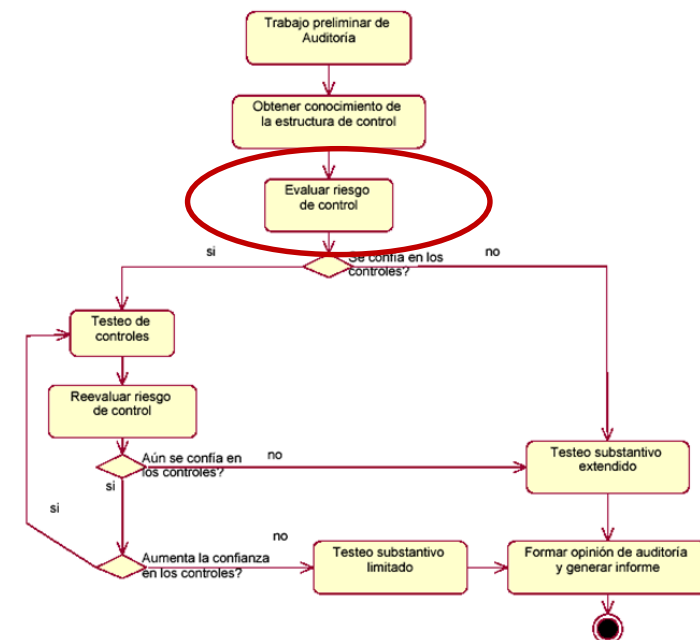 Trabajo preliminar de
Auditoría
Obtener conocimiento de
la estructura de control
Evaluar riesgo
de control
si
Se confía en los
controles?
no
Testeo de
controles
Reevaluar riesgo
de control
Aún se confía en
los controles?
no
si
Testeo substantivo
extendido
si
Aumenta la confianza
en los controles?
no
Testeo substantivo
limitado
Formar opinión de auditoría
y generar informe